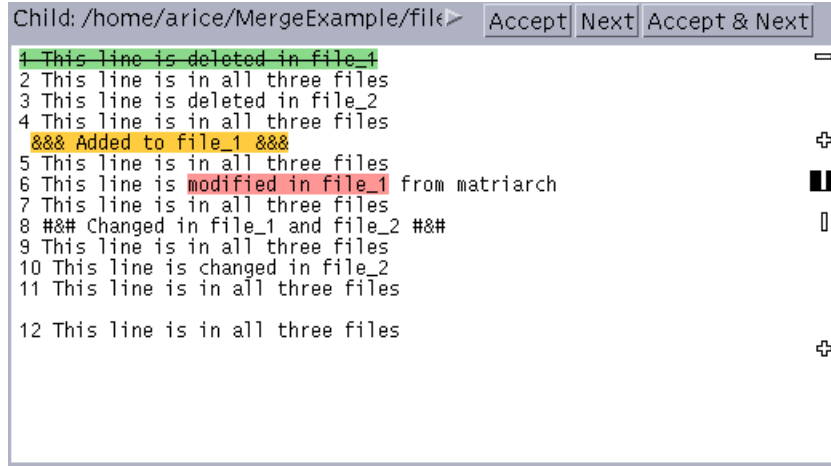 Child: /home/arice/MergeExample/file Accept Next Accept & Next
1 This line is deleted in file_1
2 This line is in all three files
3 This line is deleted in file_2
4 This line is in all three files
&&& Added to file_1 &&&
5 This line is in all three files
6 This line is modified in file_1 from matriarch
7 This line is in all three files
8 #&# Changed in file_1 and file_2 #&#
9 This line is in all three files
10 This line is changed in file_2
11 This line is in all three files
12 This line is in all three files